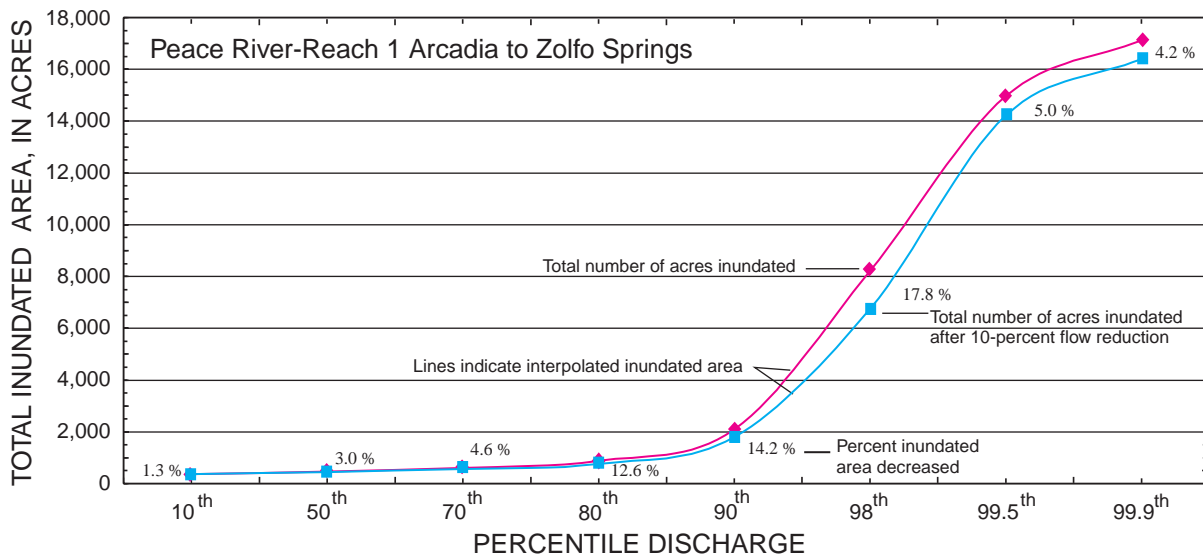 Peace River-Reach 1 Arcadia to Zolfo Springs
TOTAL INUNDATED AREA, IN ACRES
18,000
16,000
14,000
12,000
10,000
8,000
6,000
4,000
2,000
0
4.2 %
5.0 %
Total number of acres inundated
17.8 %
Total number of acres inundated
after 10-percent flow reduction
Lines indicate interpolated inundated area
1.3 %
3.0 %
4.6 %
12.6 %
14.2 %
Percent inundated
area decreased
10th 50th 70th 80th 90th 98th 99.5th 99.9th
PERCENTILE DISCHARGE